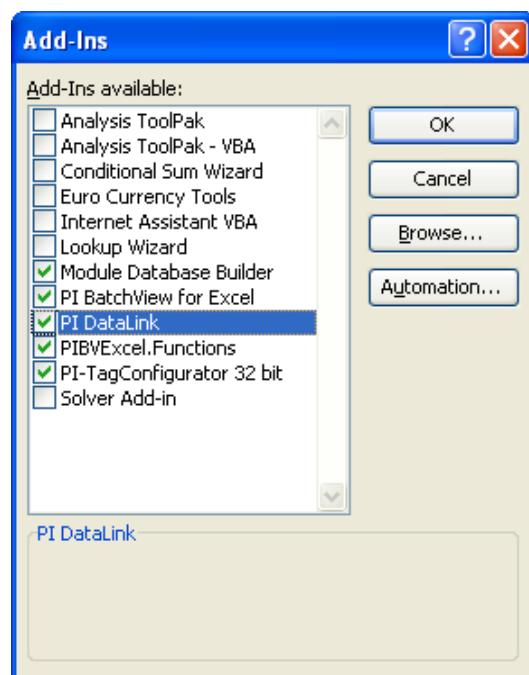 Add-Ins
?
Add-Ins available:
Analysis ToolPak
Analysis ToolPak - VBA
Conditional Sum Wizard
Euro Currency Tools
Internet Assistant VBA
Lookup Wizard
Module Database Builder
PI BatchView for Excel
PI DataLink
PIBVExcel.Functions
PI-TagConfigurator 32 bit
Solver Add-in
OK
Cancel
Browse...
Automation...
PI DataLink